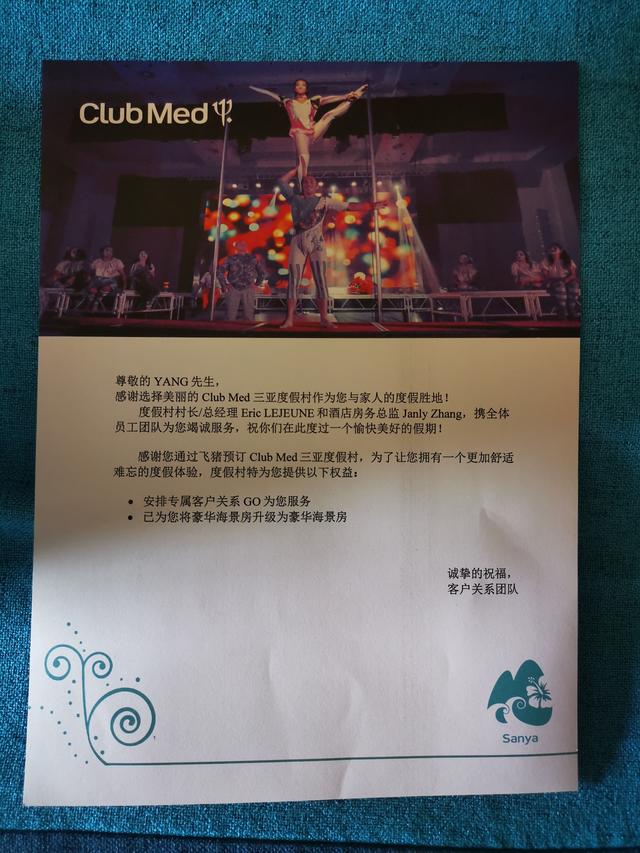 Club Med
尊敬的 YANG 先生，
感谢选择美丽的 Club Med 三亚度假村作为您与家人的度假胜地！
度假村村长/总经理 Eric LEJEUNE 和酒店房务总监 Janly Zhang，携全体
员工团队为您竭诚服务，祝你们在此度过一个愉快美好的假期！
感谢您通过飞猪预订 Club Med 三亚度假村，为了让您拥有一个更加舒适
难忘的度假体验，度假村特为您提供以下权益：
• 安排专属客户关系 GO 为您服务
• 已为您将豪华海景房升级为豪华海景房
诚挚的祝福，
客户关系团队
Sanya